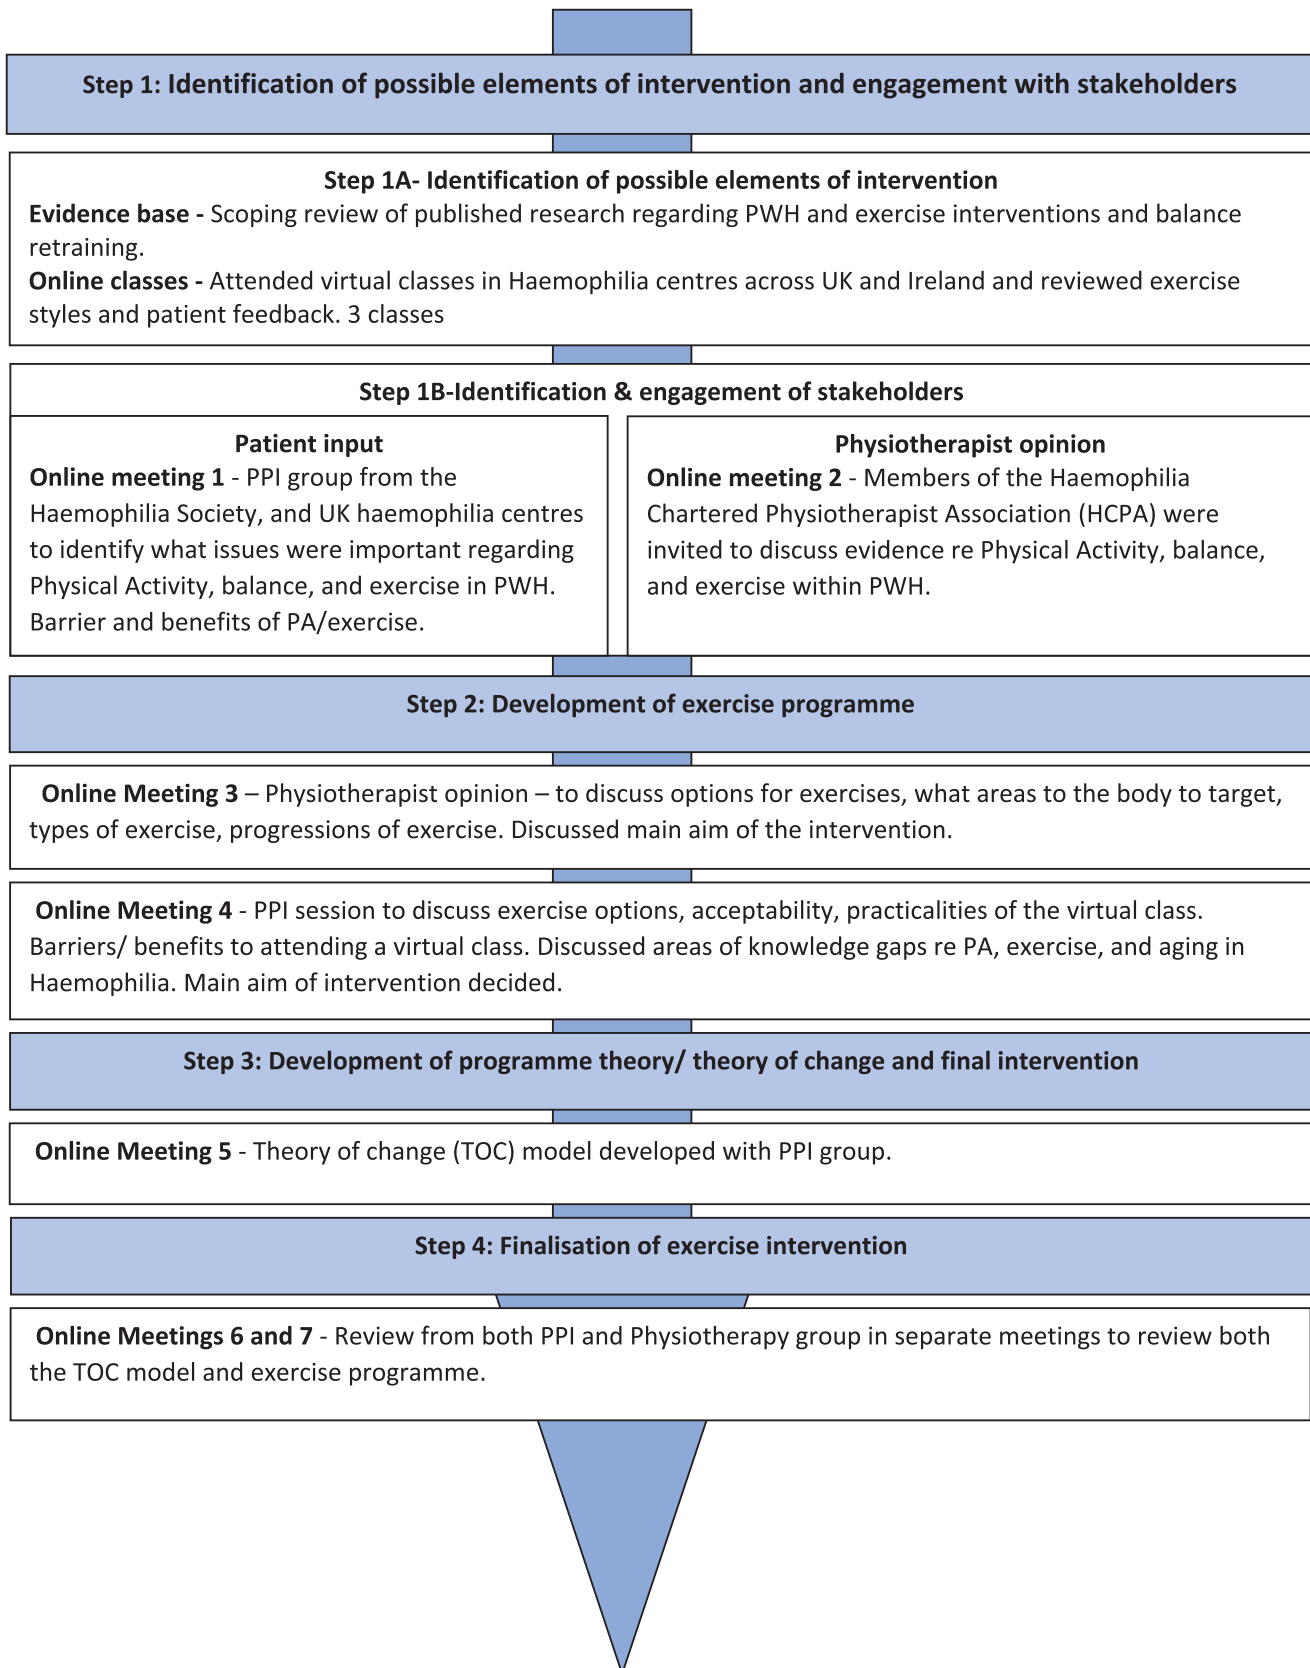 Step 1: Identification of possible elements of intervention and engagement with stakeholders
Step 1A- Identification of possible elements of intervention
Evidence base - Scoping review of published research regarding PWH and exercise interventions and balance
retraining.
Online classes - Attended virtual classes in Haemophilia centres across UK and Ireland and reviewed exercise
styles and patient feedback. 3 classes
Step 1B-Identification & engagement of stakeholders
Patient input
Online meeting 1 - PPI group from the
Haemophilia Society, and UK haemophilia centres
to identify what issues were important regarding
Physical Activity, balance, and exercise in PWH.
Barrier and benefits of PA/exercise.
Physiotherapist opinion
Online meeting 2 - Members of the Haemophilia
Chartered Physiotherapist Association (HCPA) were
invited to discuss evidence re Physical Activity, balance,
and exercise within PWH.
Step 2: Development of exercise programme
Online Meeting 3 – Physiotherapist opinion – to discuss options for exercises, what areas to the body to target,
types of exercise, progressions of exercise. Discussed main aim of the intervention.
Online Meeting 4 - PPI session to discuss exercise options, acceptability, practicalities of the virtual class.
Barriers/ benefits to attending a virtual class. Discussed areas of knowledge gaps re PA, exercise, and aging in
Haemophilia. Main aim of intervention decided.
Step 3: Development of programme theory/ theory of change and final intervention
Online Meeting 5 - Theory of change (TOC) model developed with PPI group.
Step 4: Finalisation of exercise intervention
Online Meetings 6 and 7 - Review from both PPI and Physiotherapy group in separate meetings to review both
the TOC model and exercise programme.